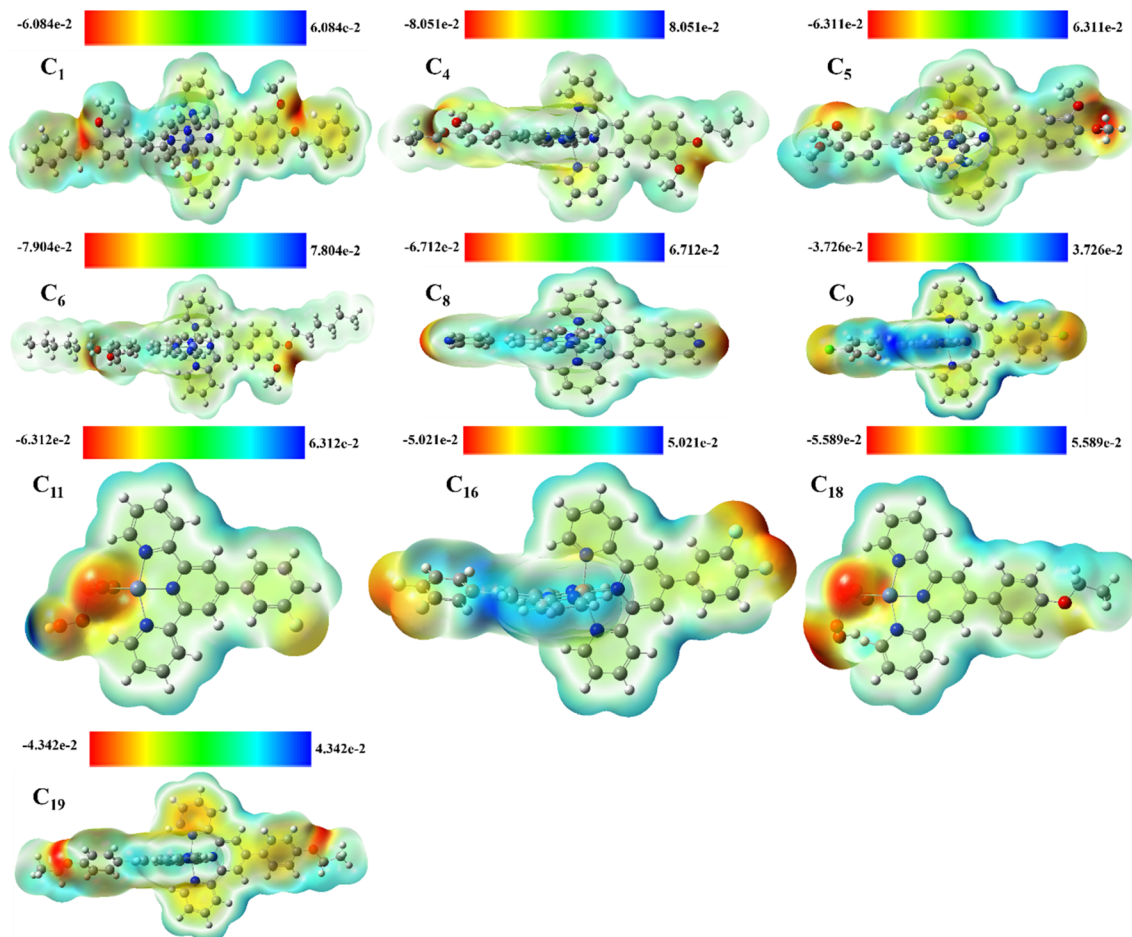 -6.084e-2 6.084e-2 -8.051e-2 8.051e-2 -6.311e-2 6.311e-2
C1 C4 C5
-7.904e-2 7.804e-2 -6.712e-2 6.712e-2 -3.726e-2 3.726e-2
C6 C8 C9
-6.312e-2 6.312c-2 -5.021e-2 5.021e-2 -5.589e-2 5.589e-2
C11 C16 C18
-4.342e-2 4.342e-2
C19